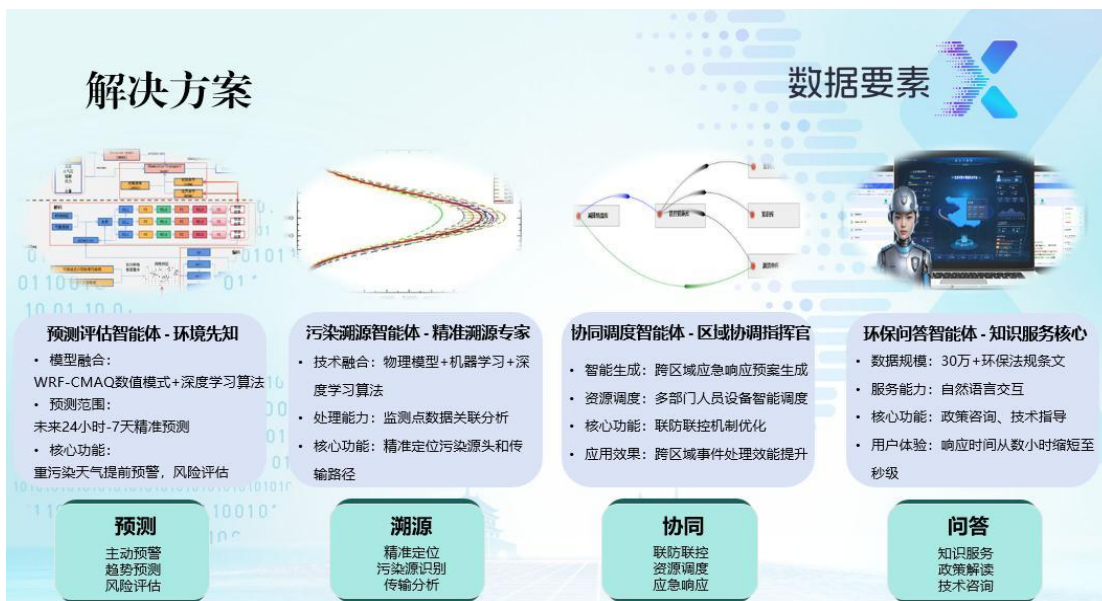 解决方案
数据要素
X
预测评估智能体 - 环境先知
• 模型融合：
WRF-CMAQ数值模式+深度学习算法
• 预测范围：
未来24小时-7天精准预测
• 核心功能：
重污染天气提前预警，风险评估
污染溯源智能体 - 精准溯源专家
• 技术融合：物理模型+机器学习+深
度学习算法
• 处理能力：监测点数据关联分析
• 核心功能：精准定位污染源头和传
输路径
协同调度智能体 - 区域协调指挥官
• 智能生成：跨区域应急响应预案生成
• 资源调度：多部门人员设备智能调度
• 核心功能：联防联控机制优化
• 应用效果：跨区域事件处理效能提升
环保问答智能体 - 知识服务核心
• 数据规模：30万+环保法规条文
• 服务能力：自然语言交互
• 核心功能：政策咨询、技术指导
• 用户体验：响应时间从数小时缩短至
秒级
预测
主动预警
趋势预测
风险评估
溯源
精准定位
污染源识别
传输分析
协同
联防联控
资源调度
应急响应
问答
知识服务
政策解读
技术咨询